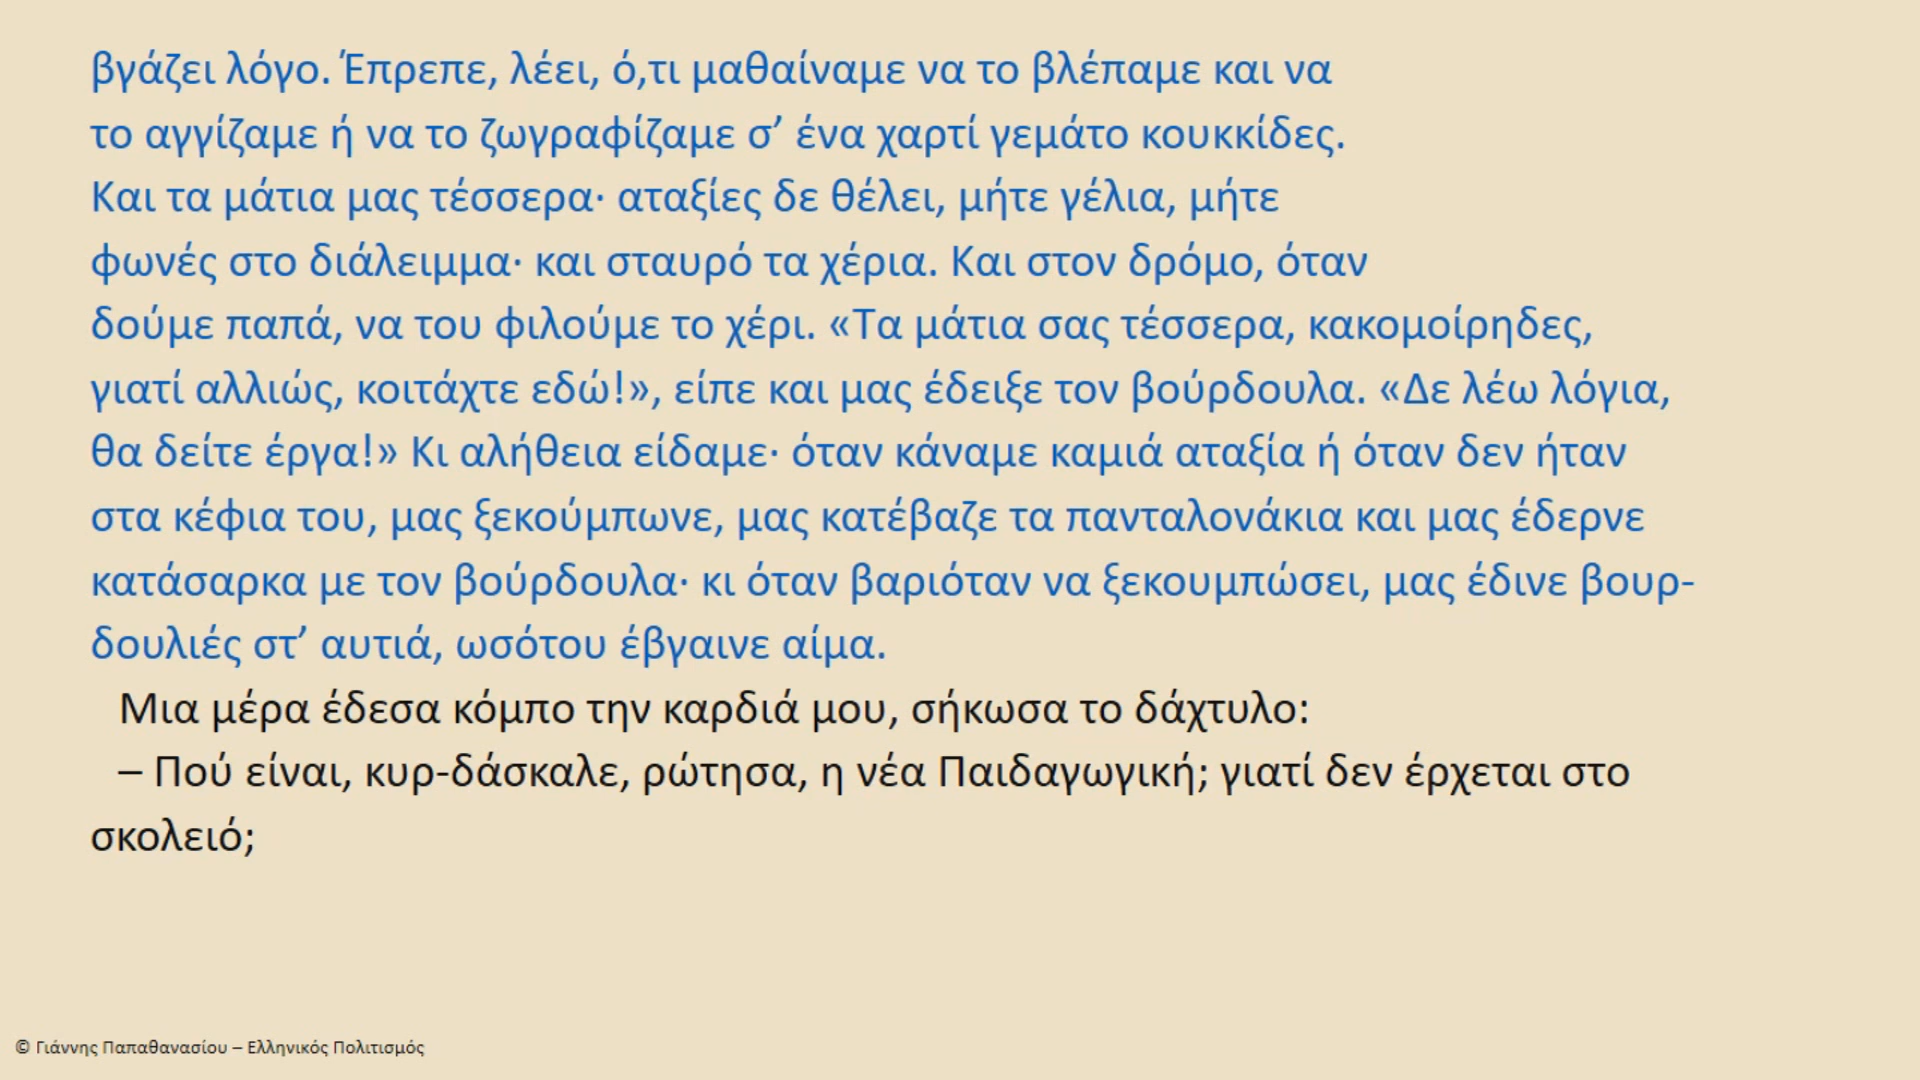 βγάζει λόγο. Έπρεπε, λέει, ό,τι μαθαίναμε να το βλέπαμε και να
το αγγίζαμε ή να το ζωγραφίζαμε σ’ ένα χαρτί γεμάτο κουκκίδες.
Και τα μάτια μας τέσσερα· αταξίες δε θέλει, μήτε γέλια, μήτε
φωνές στο διάλειμμα· και σταυρό τα χέρια. Και στον δρόμο, όταν
δούμε παπά, να του φιλούμε το χέρι. «Τα μάτια σας τέσσερα, κακομοίρηδες,
γιατί αλλιώς, κοιτάχτε εδώ!», είπε και μας έδειξε τον βούρδουλα. «Δε λέω λόγια,
θα δείτε έργα!» Κι αλήθεια είδαμε· όταν κάναμε καμιά αταξία ή όταν δεν ήταν
στα κέφια του, μας ξεκούμπωνε, μας κατέβαζε τα πανταλονάκια και μας έδερνε
κατάσαρκα με τον βούρδουλα· κι όταν βαριόταν να ξεκουμπώσει, μας έδινε βουρ-
δουλιές στ’ αυτιά, ωσότου έβγαινε αίμα.
Μια μέρα έδεσα κόμπο την καρδιά μου, σήκωσα το δάχτυλο:
– Πού είναι, κυρ-δάσκαλε, ρώτησα, η νέα Παιδαγωγική; γιατί δεν έρχεται στο
σκολειό;
© Γιάννης Παπαθανασίου – Ελληνικός Πολιτισμός